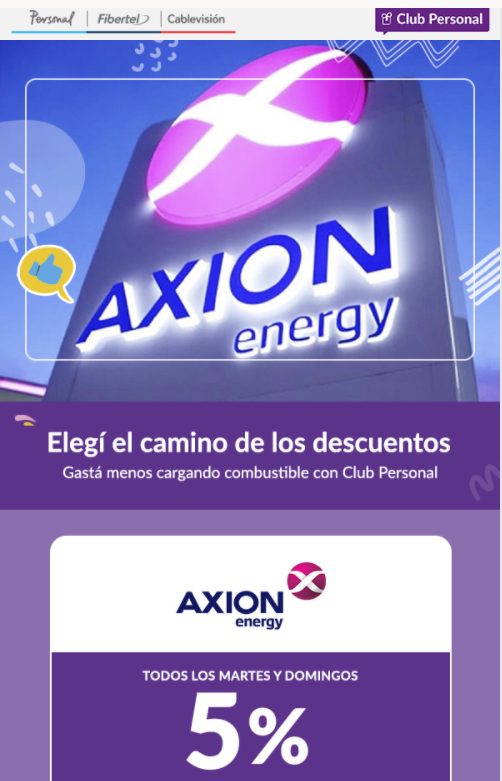 Personal | Fibertel | Cablevisión
Club Personal
AXION
energy
Elegí el camino de los descuentos
Gastá menos cargando combustible con Club Personal
AXION
energy
TODOS LOS MARTES Y DOMINGOS
5%